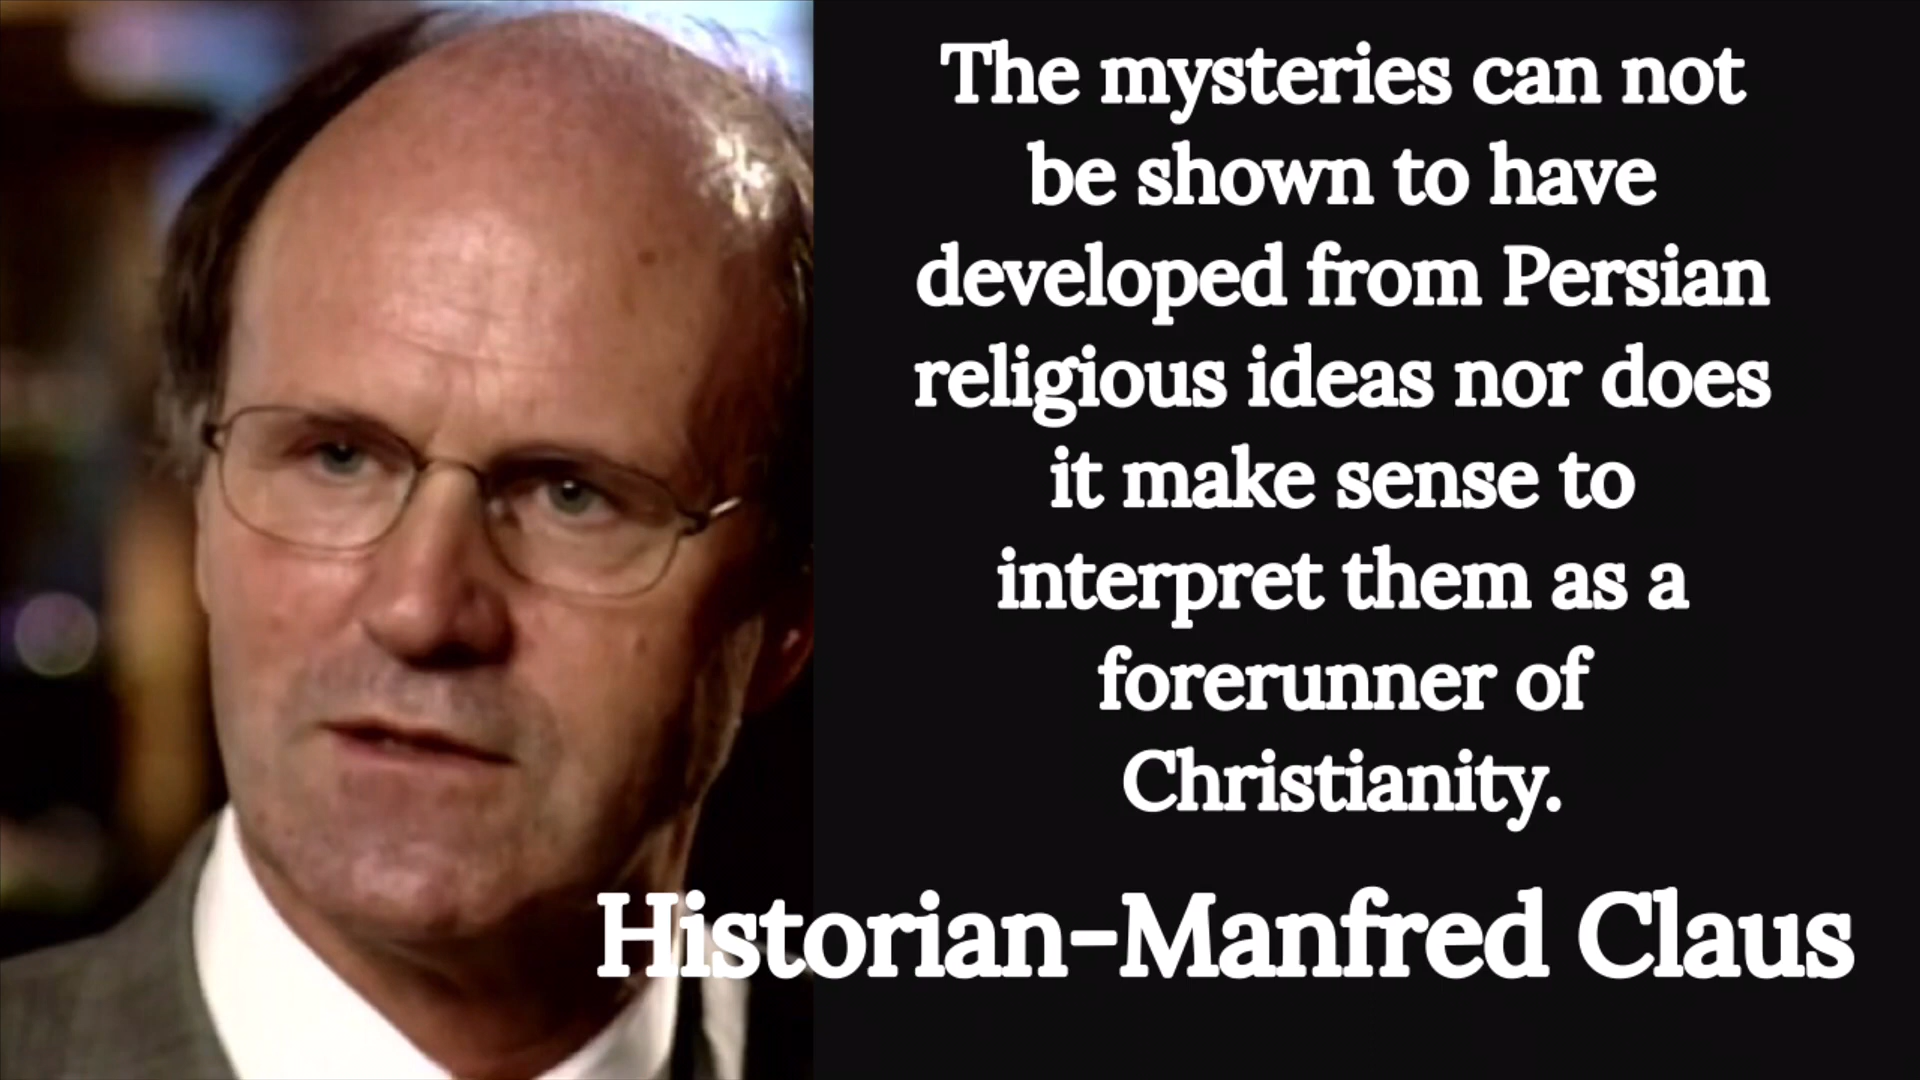 The mysteries can not
be shown to have
developed from Persian
religious ideas nor does
it make sense to
interpret them as a
forerunner of
Christianity.
Historian-Manfred Claus